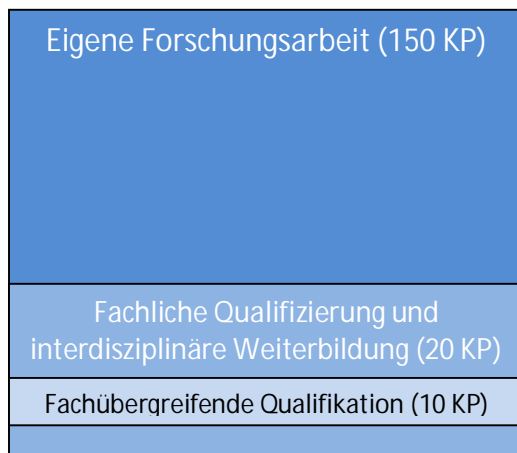 Eigene Forschungsarbeit (150 KP)
Fachliche Qualifizierung und
interdisziplinäre Weiterbildung (20 KP)
Fachübergreifende Qualifikation (10 KP)